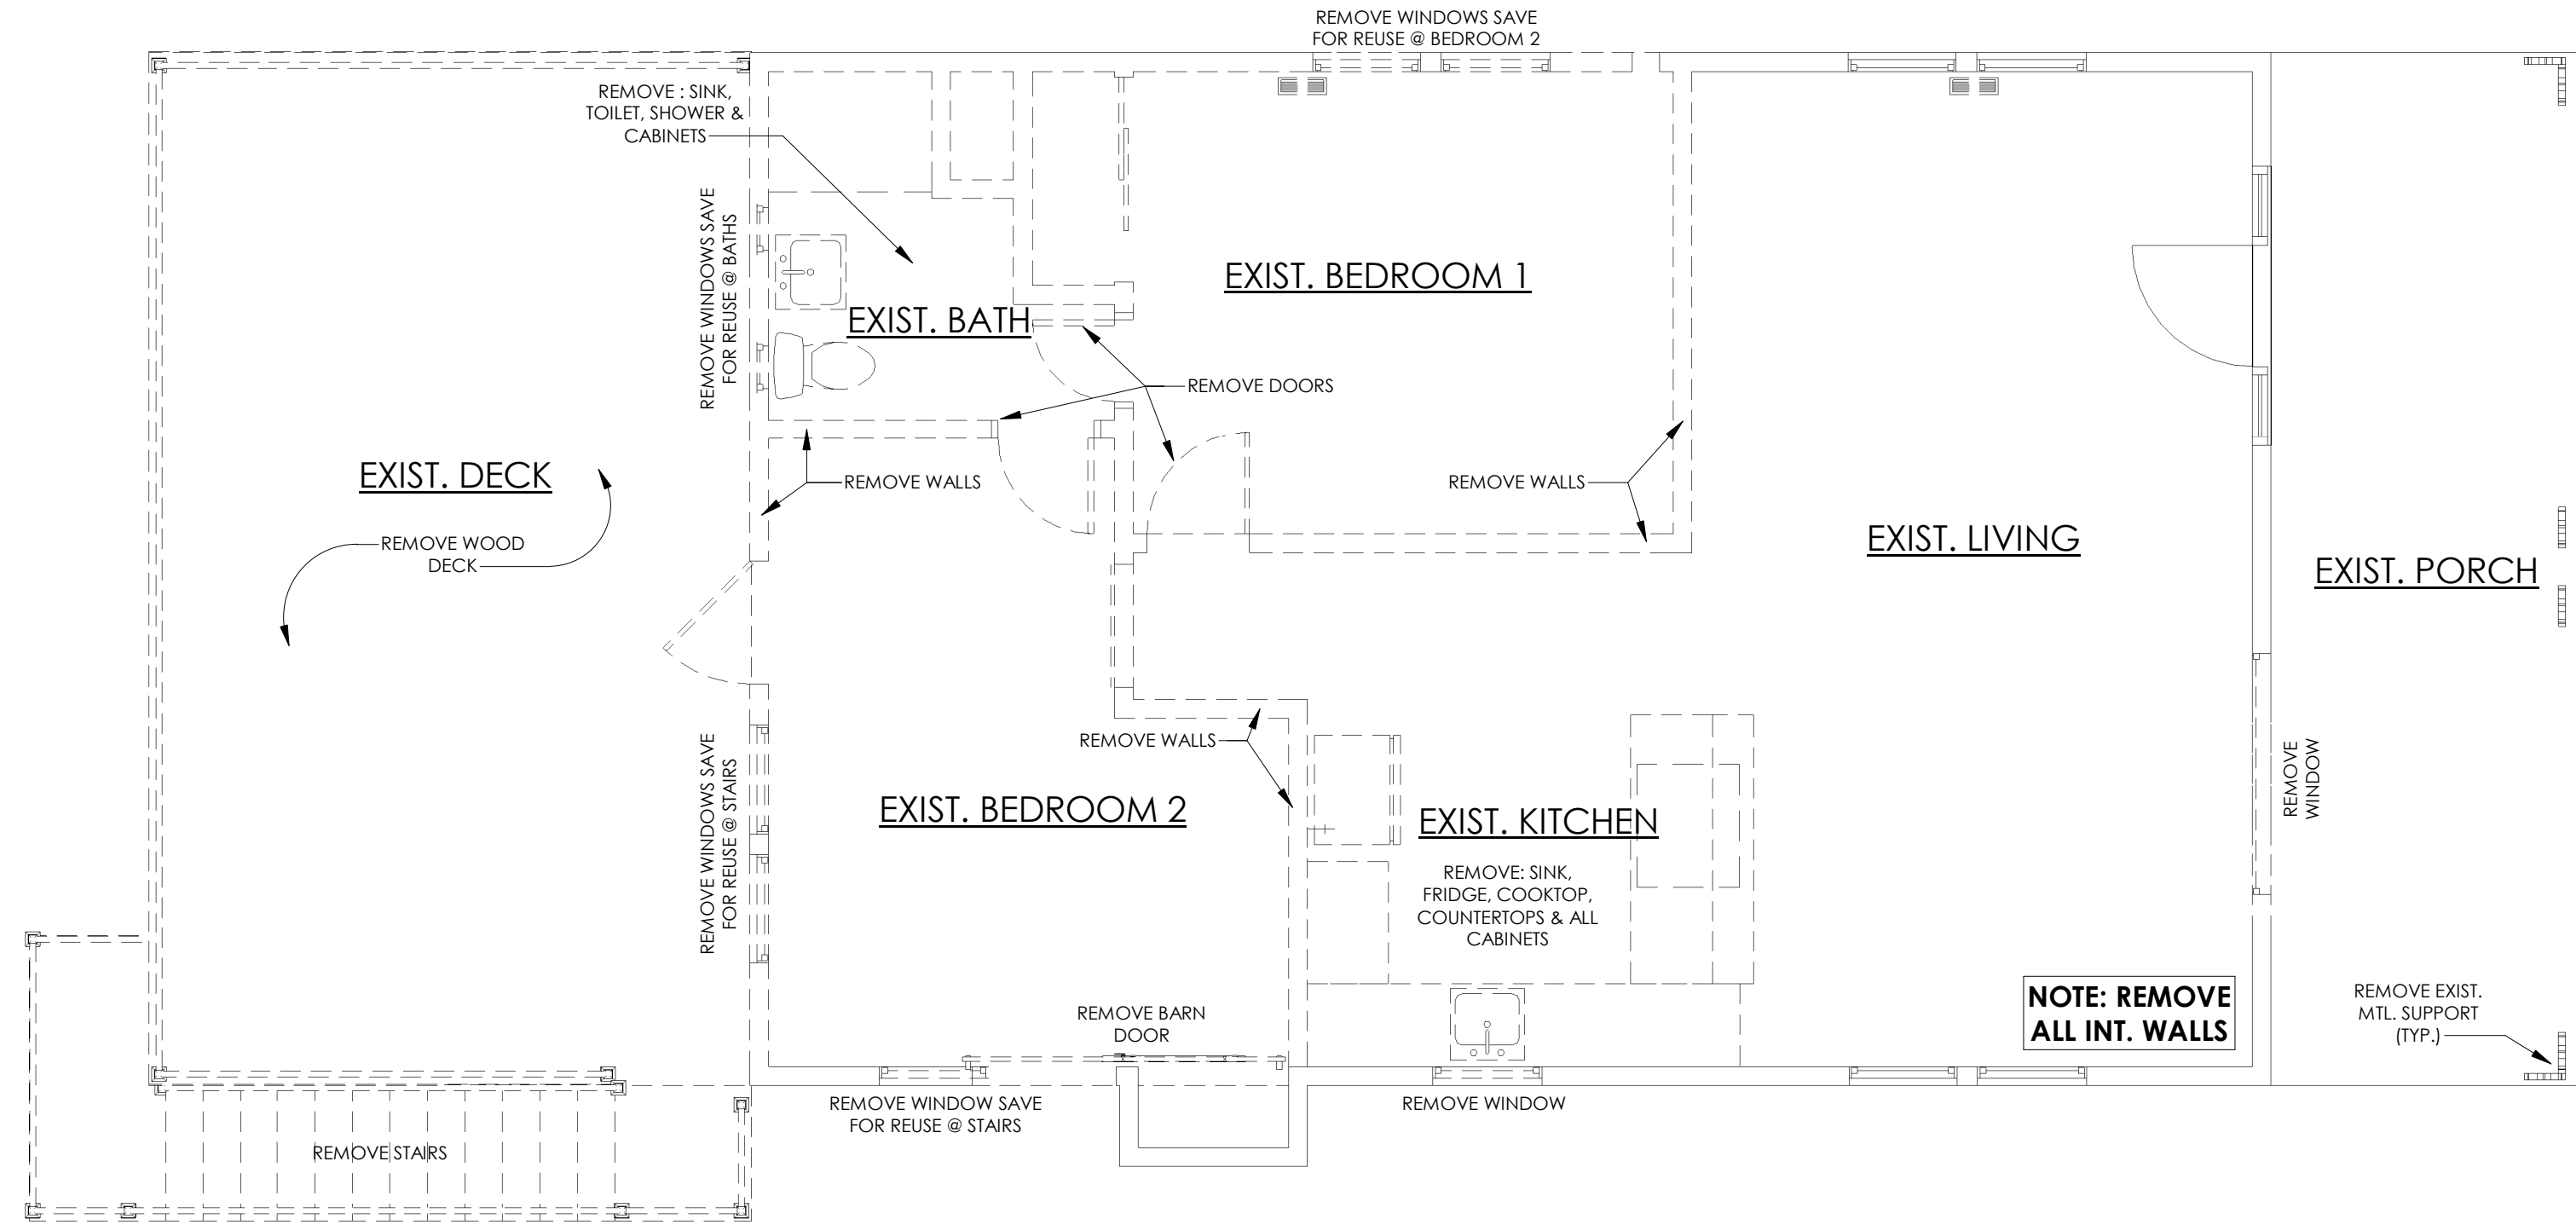 REMOVE WINDOWS SAVE
FOR REUSE @ BEDROOM 2
REMOVE : SINK,
TOILET, SHOWER &
CABINETS
REMOVE WINDOWS SAVE
FOR REUSE @ BATHS
EXIST. BEDROOM 1
EXIST. BATH
REMOVE DOORS
EXIST. DECK
REMOVE WALLS
REMOVE WALLS
REMOVE WOOD
DECK
EXIST. LIVING
EXIST. PORCH
REMOVE WALLS
REMOVE WINDOWS SAVE
FOR REUSE @ STAIRS
EXIST. BEDROOM 2
EXIST. KITCHEN
REMOVE: SINK,
FRIDGE, COOKTOP,
COUNTERTOPS & ALL
CABINETS
REMOVE
WINDOW
NOTE: REMOVE
ALL INT. WALLS
REMOVE EXIST.
MTL. SUPPORT
(TYP.)
REMOVE BARN
DOOR
REMOVE WINDOW SAVE
FOR REUSE @ STAIRS
REMOVE WINDOW
REMOVE STAIRS